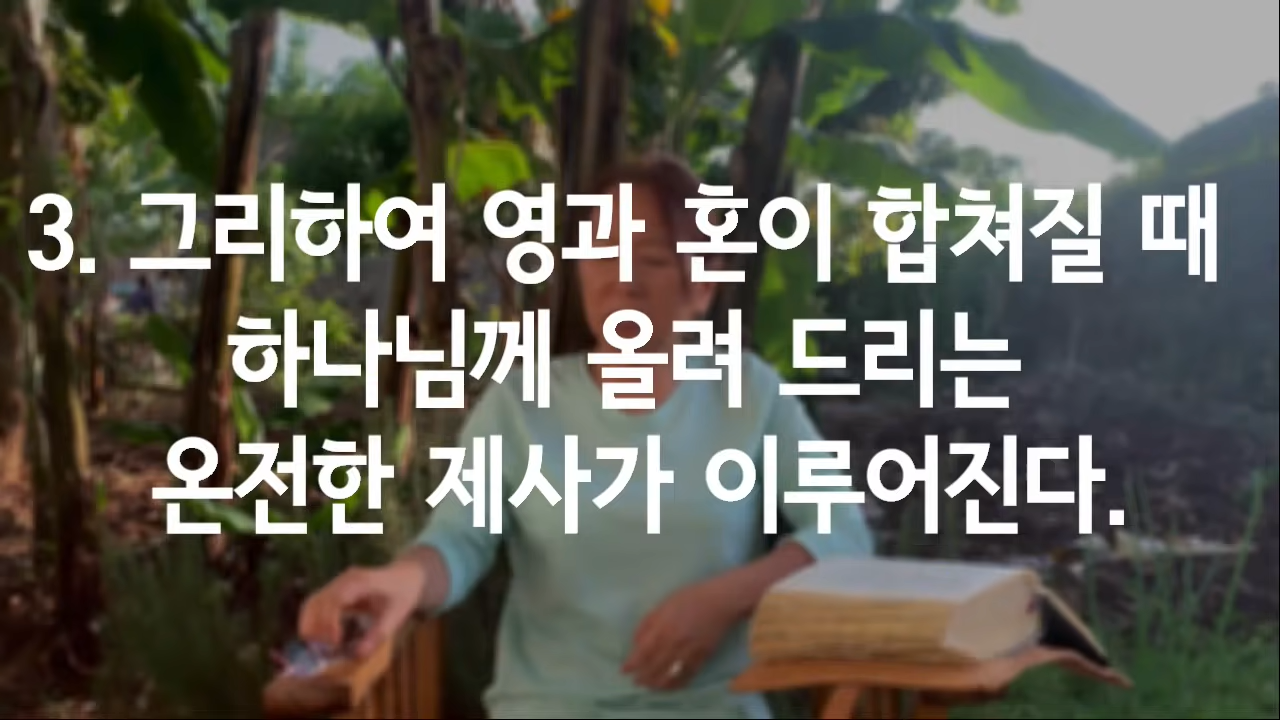 3. 그리하여 영과 혼이 합쳐질 때
하나님께 올려 드리는
온전한 제사가 이루어진다.